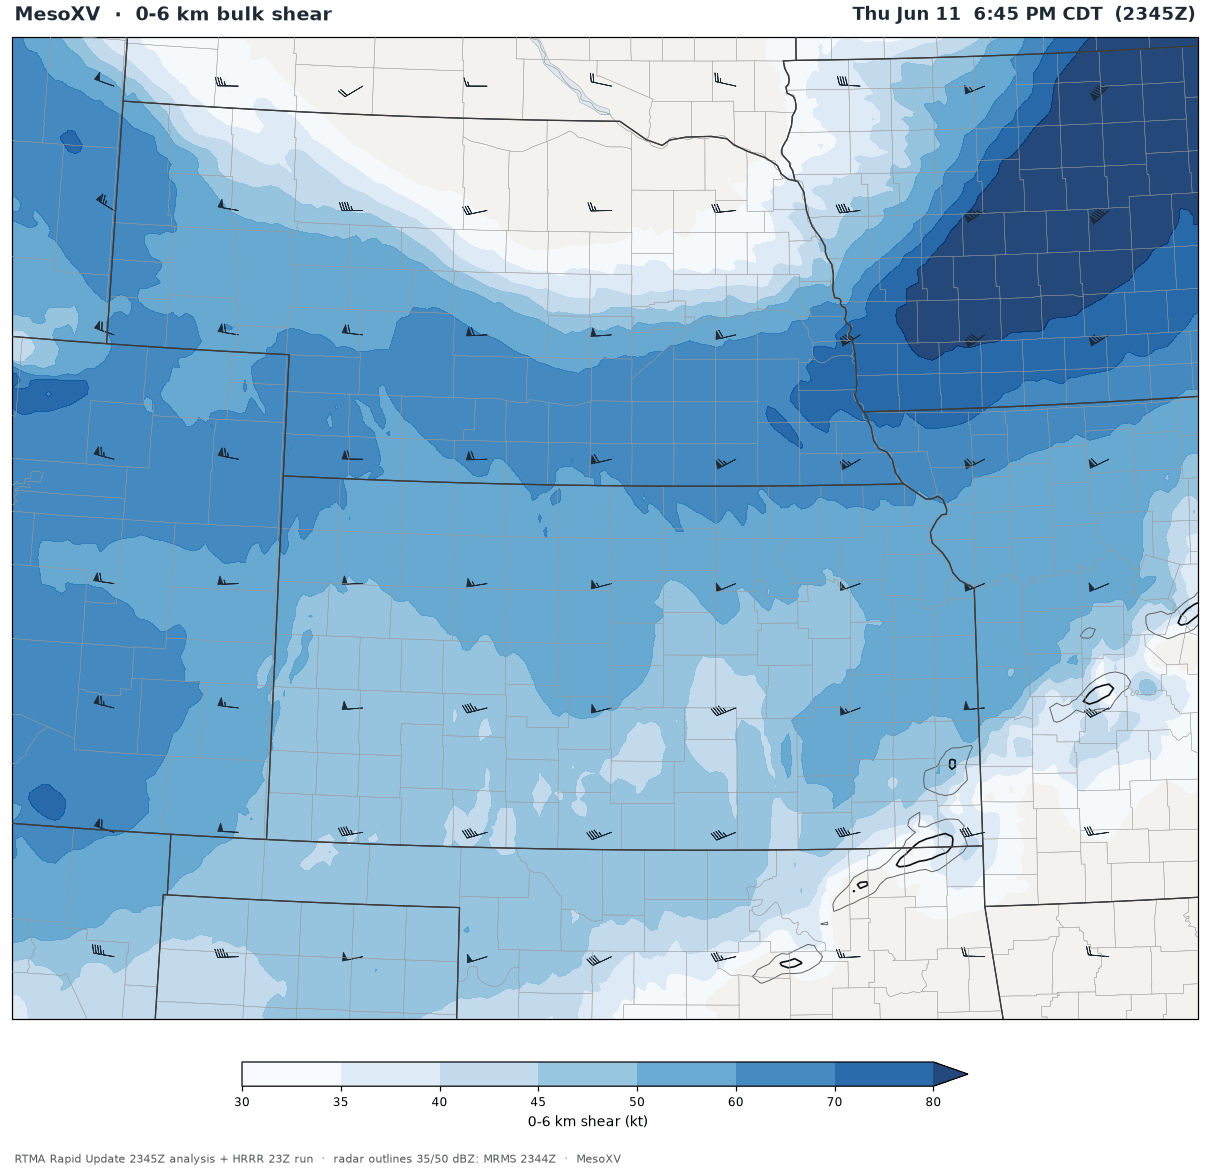 MesoXV · 0-6 km bulk shear
Thu Jun 11 6:45 PM CDT (2345Z)
30 35 40 45 50 60 70 80
0-6 km shear (kt)
RTMA Rapid Update 2345Z analysis + HRRR 23Z run · radar outlines 35/50 dBZ: MRMS 2344Z · MesoXV